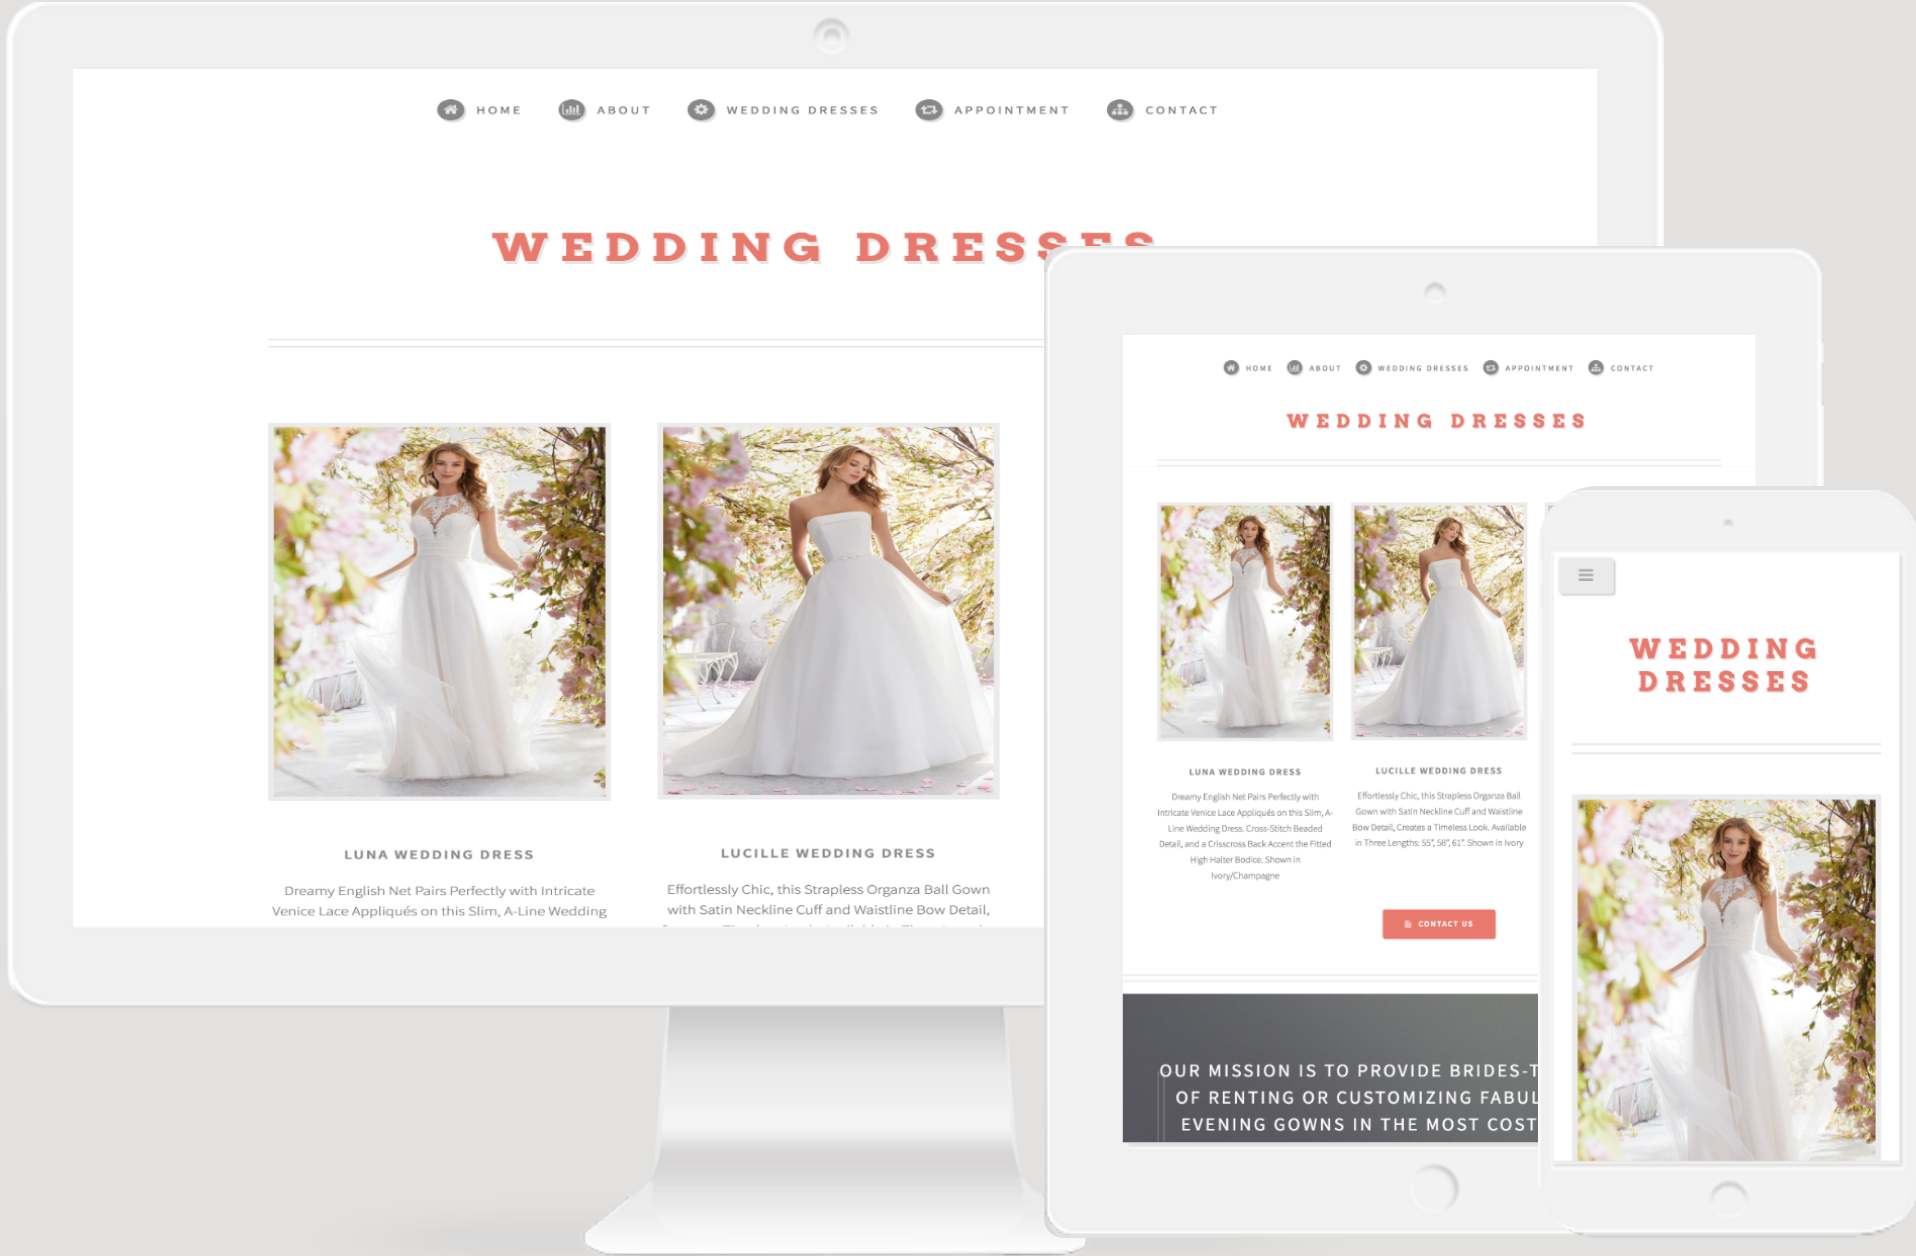 HOME ABOUT WEDDING DRESSES APPOINTMENT CONTACT
WEDDING DRESSES
LUNA WEDDING DRESS
Dreamy English Net Pairs Perfectly with Intricate
Venice Lace Appliqués on this Slim, A-Line Wedding
LUCILLE WEDDING DRESS
Effortlessly Chic, this Strapless Organza Ball Gown
with Satin Neckline Cuff and Waistline Bow Detail,
HOME ABOUT WEDDING DRESSES APPOINTMENT CONTACT
WEDDING DRESSES
LUNA WEDDING DRESS
Dreamy English Net Pairs Perfectly with
Intricate Venice Lace Appliqués on this Slim, A-
Line Wedding Dress. Cross-Stitch Beaded
Detail, and a Crisscross Back Accent the Fitted
High Halter Bodice. Shown in
Ivory/Champagne
LUCILLE WEDDING DRESS
Effortlessly Chic, this Strapless Organza Ball
Gown with Satin Neckline Cuff and Waistline
Bow Detail, Creates a Timeless Look. Available
in Three Lengths: 55", 58", 61". Shown in Ivory
CONTACT US
OUR MISSION IS TO PROVIDE BRIDES-T
OF RENTING OR CUSTOMIZING FABUL
EVENING GOWNS IN THE MOST COST
WEDDING
DRESSES